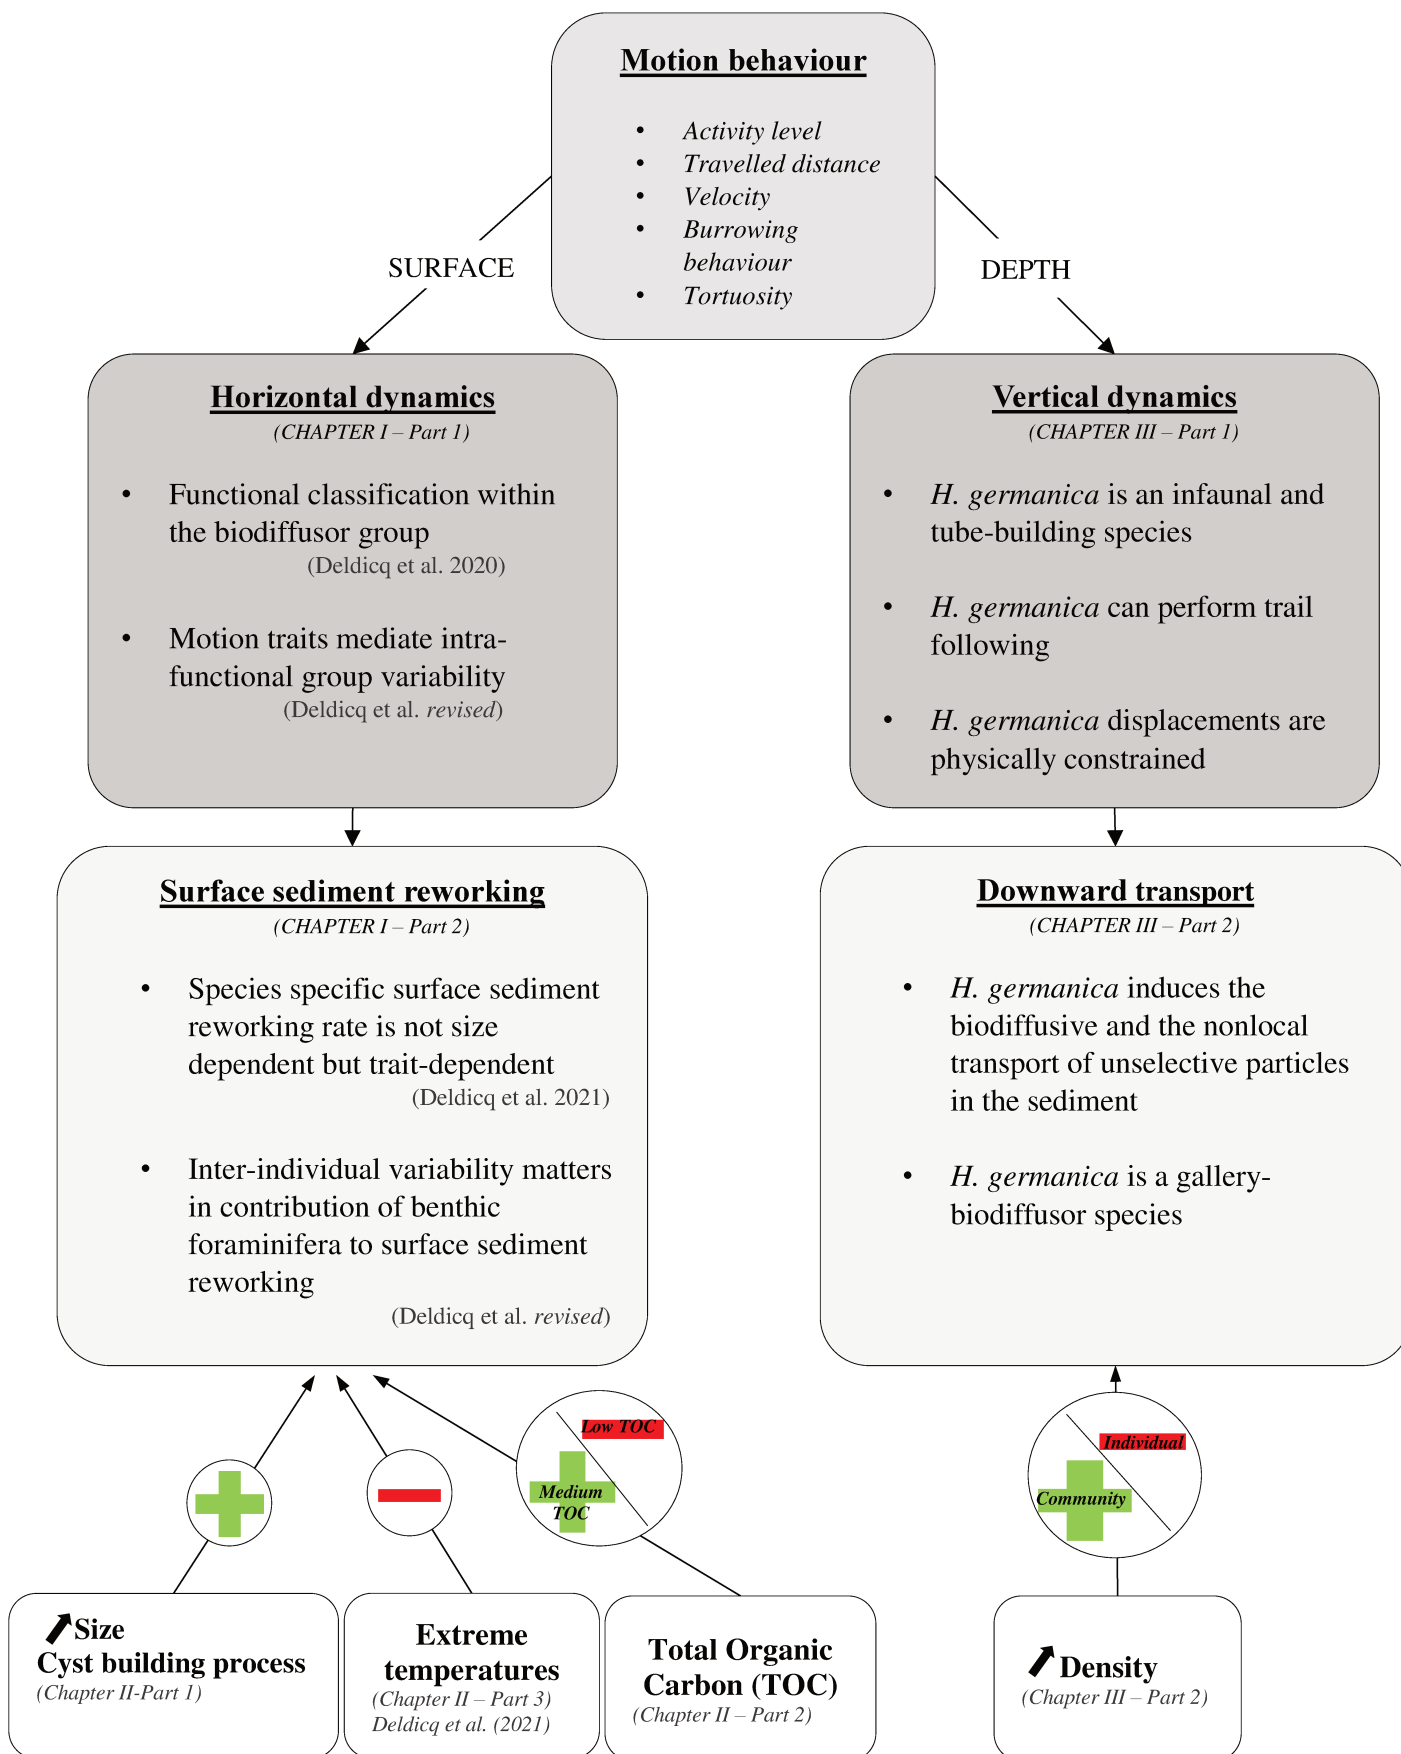 Motion behaviour
• Activity level
• Travelled distance
• Velocity
• Burrowing
behaviour
• Tortuosity
SURFACE
DEPTH
Horizontal dynamics
(CHAPTER I – Part 1)
• Functional classification within
the biodiffusor group
(Deldicq et al. 2020)
• Motion traits mediate intra-
functional group variability
(Deldicq et al. revised)
Vertical dynamics
(CHAPTER III – Part 1)
• H. germanica is an infaunal and
tube-building species
• H. germanica can perform trail
following
• H. germanica displacements are
physically constrained
Surface sediment reworking
(CHAPTER I – Part 2)
• Species specific surface sediment
reworking rate is not size
dependent but trait-dependent
(Deldicq et al. 2021)
• Inter-individual variability matters
in contribution of benthic
foraminifera to surface sediment
reworking
(Deldicq et al. revised)
Downward transport
(CHAPTER III – Part 2)
• H. germanica induces the
biodiffusive and the nonlocal
transport of unselective particles
in the sediment
• H. germanica is a gallery-
biodiffusor species
Low TOC
Medium
TOC
Individual
Community
Size
Cyst building process
(Chapter II-Part 1)
Extreme
temperatures
(Chapter II – Part 3)
Deldicq et al. (2021)
Total Organic
Carbon (TOC)
(Chapter II – Part 2)
Density
(Chapter III – Part 2)